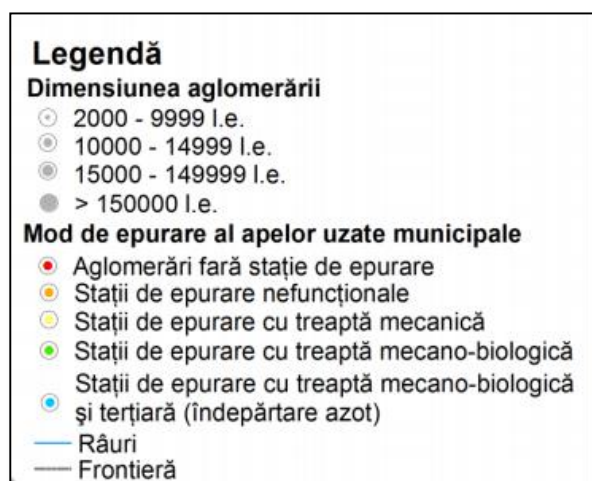 Legendă
Dimensiunea aglomerării
2000 - 9999 l.e.
10000 - 14999 l.e.
15000 - 149999 l.e.
> 150000 l.e.
Mod de epurare al apelor uzate municipale
Aglomerări fară stație de epurare
Stații de epurare nefuncționale
Stații de epurare cu treaptă mecanică
Stații de epurare cu treaptă mecano-biologică
Stații de epurare cu treaptă mecano-biologică
și terțiară (îndepărtare azot)
Râuri
Frontieră